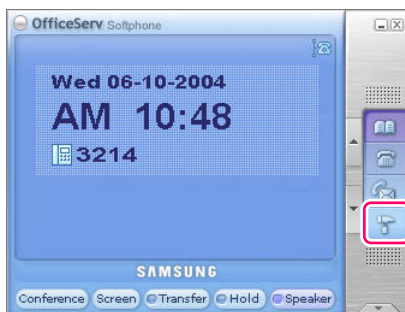 OfficeServ Softphone
Wed 06-10-2004
AM 10:48
3214
SAMSUNG
Conference Screen Transfer Hold Speaker